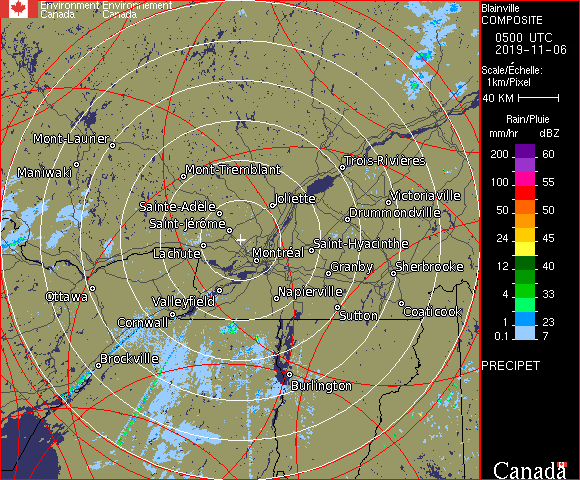 Environment Environnement
Canada Canada
Mont-Laurier
Maniwaki
Mont-Tremblant
Trois-Rivières
Joliette
Victoriaville
Sainte-Adèle
Drummondville
Saint-Jérôme
Lachute
Montréal
Saint-Hyacinthe
Granby
Sherbrooke
Ottawa
Valleyfield
Napierville
Cornwall
Sutton
Coaticook
Brockville
Burlington
Blainville
COMPOSITE
0500 UTC
2019-11-06
Scale/Échelle:
1km/Pixel
40 KM
Rain/Pluie
mm/hr dBZ
200 60
100 55
50 50
24 45
12 40
4 33
1 23
0.1 7
PRECIPET
Canada